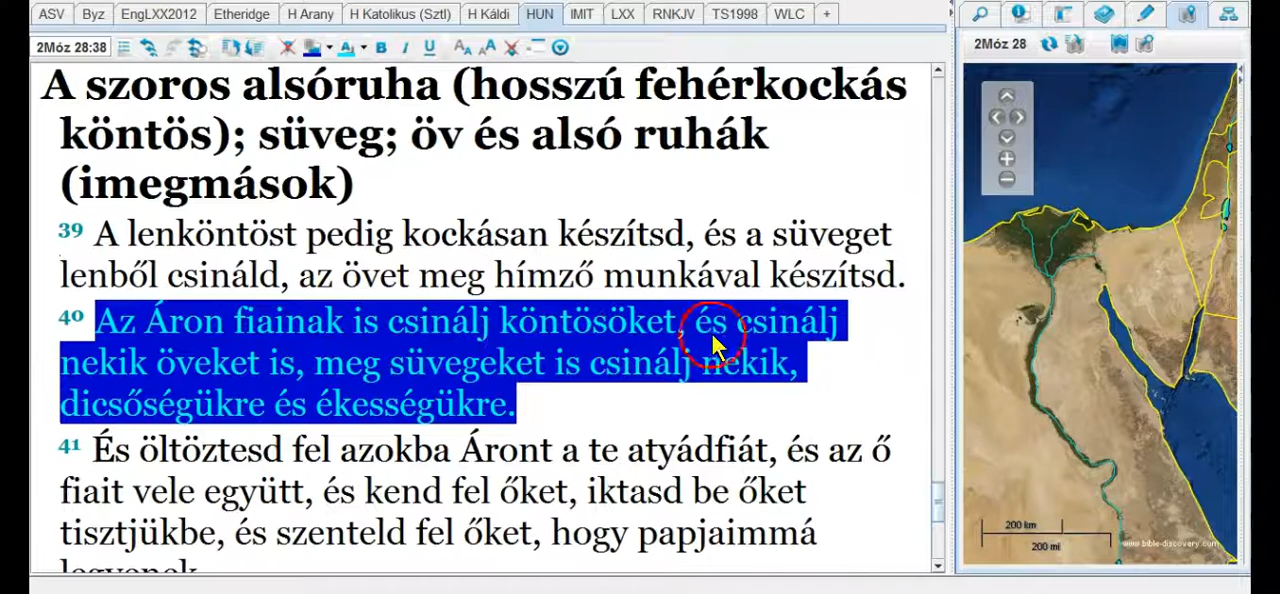 ASV Byz EngLXX2012 Etheridge H Arany H Katolikus (Sztl) H Káldi HUN IMIT LXX RNKJV TS1998 WLC +
2Móz 28:38
B I U
2Móz 28
A szoros alsóruha (hosszú fehérkockás
köntös); süveg; öv és alsó ruhák
(imegmások)
39 A lenköntöst pedig kockásan készítsd, és a süveget
lenből csináld, az övet meg hímző munkával készítsd.
40 Az Áron fiainak is csinálj köntösöket, és csinálj
nekik öveket is, meg süvegeket is csinálj nekik,
dicsőségükre és ékességükre.
41 És öltöztesd fel azokba Áront a te atyádfiát, és az ő
fiait vele együtt, és kend fel őket, iktasd be őket
tisztjükbe, és szenteld fel őket, hogy papjaimmá
legyenek
200 km
200 mi
www.bible-discovery.com